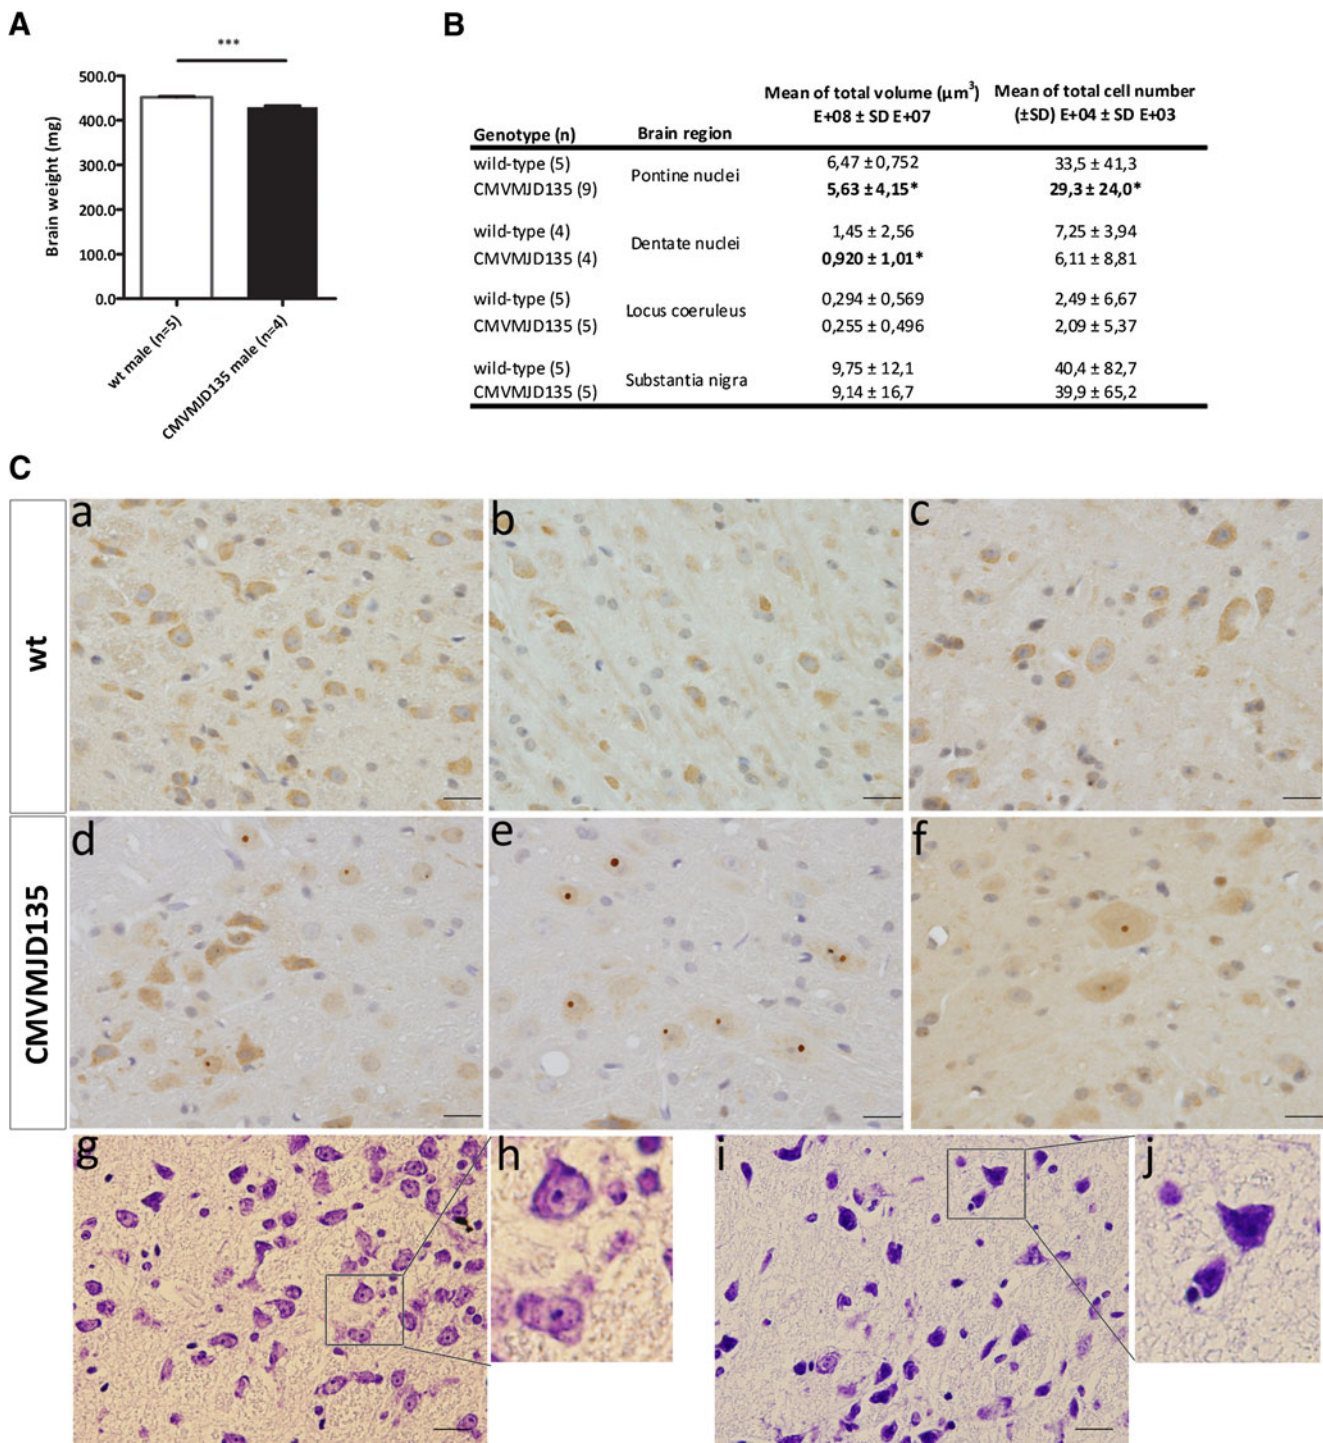 A
***
500.0
400.0
300.0
200.0
100.0
0.0
Brain weight (mg)
wt male (n=5)
CMVMJD135 male (n=4)
B
Genotype (n) Brain region Mean of total volume (μm³) E+08 ± SD E+07 Mean of total cell number (±SD) E+04 ± SD E+03
wild-type (5) Pontine nuclei 6,47 ± 0,752 33,5 ± 41,3
CMVMJD135 (9) 5,63 ± 4,15* 29,3 ± 24,0*
wild-type (4) Dentate nuclei 1,45 ± 2,56 7,25 ± 3,94
CMVMJD135 (4) 0,920 ± 1,01* 6,11 ± 8,81
wild-type (5) Locus coeruleus 0,294 ± 0,569 2,49 ± 6,67
CMVMJD135 (5) 0,255 ± 0,496 2,09 ± 5,37
wild-type (5) Substantia nigra 9,75 ± 12,1 40,4 ± 82,7
CMVMJD135 (5) 9,14 ± 16,7 39,9 ± 65,2
C
wt
a
b
c
CMVMJD135
d
e
f
g
h
i
j